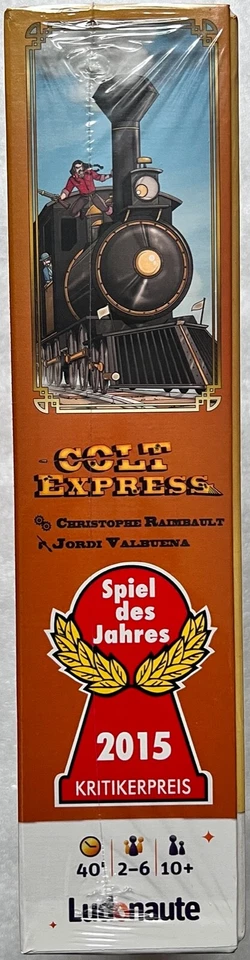 COLT
EXPRESS
CHRISTOPHE RAIMBAULT
JORDI VALBUENA
Spiel
des
Jahres
2015
KRITIKERPREIS
40' 2-6 10+
Ludonaute